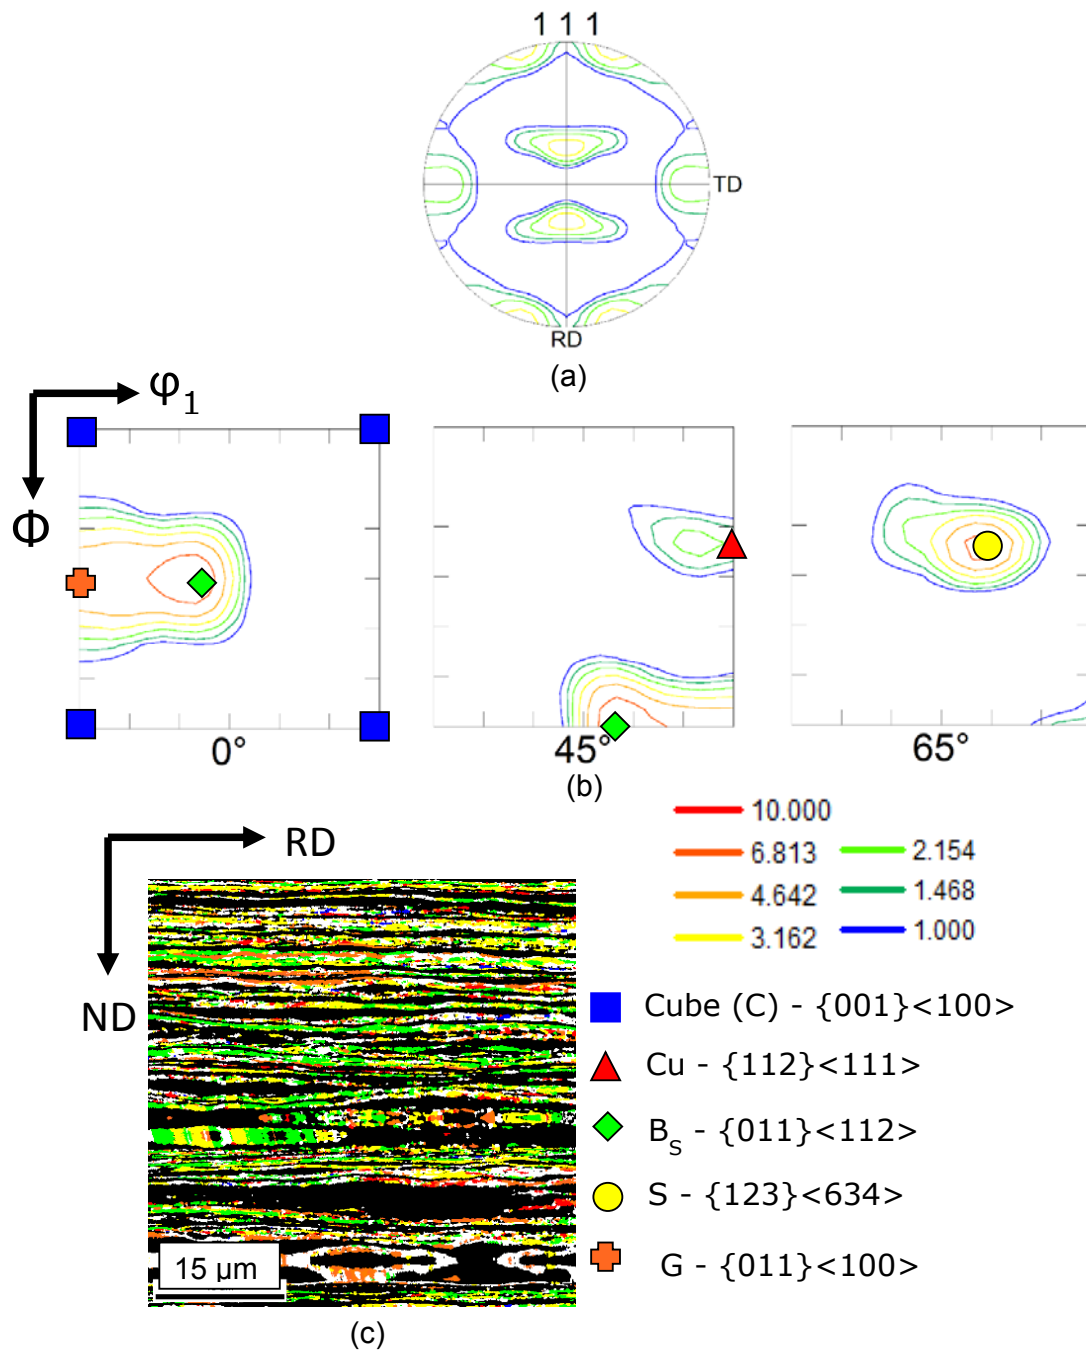 1 1 1
TD
RD
(a)
φ1
Φ
0°
45°
65°
(b)
10.000
6.813
2.154
4.642
1.468
3.162
1.000
RD
ND
15 µm
(c)
Cube (C) - {001}<100>
Cu - {112}<111>
BS - {011}<112>
S - {123}<634>
G - {011}<100>